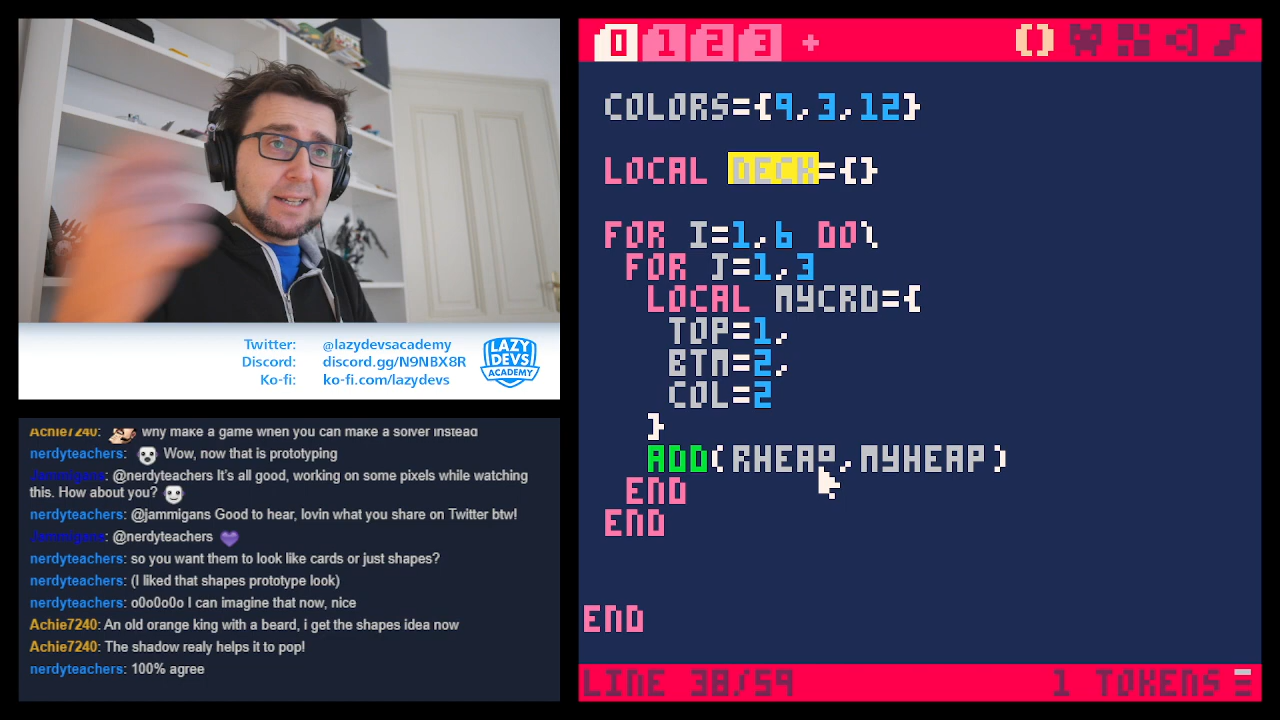 Twitter: @lazydevsacademy
Discord: discord.gg/N9NBX8R
Ko-fi: ko-fi.com/lazydevs
LAZY
DEVS
ACADEMY
Achie7240: why make a game when you can make a solver instead
nerdyteachers: Wow, now that is prototyping
Jammigans: @nerdyteachers It's all good, working on some pixels while watching
this. How about you?
nerdyteachers: @jammigans Good to hear, lovin what you share on Twitter btw!
Jammigans: @nerdyteachers
nerdyteachers: so you want them to look like cards or just shapes?
nerdyteachers: (I liked that shapes prototype look)
nerdyteachers: o0o0o0o I can imagine that now, nice
Achie7240: An old orange king with a beard, i get the shapes idea now
Achie7240: The shadow realy helps it to pop!
nerdyteachers: 100% agree
0 1 2 3 +
COLORS={9,3,12}
LOCAL DECK={}
FOR I=1,6 DO\
FOR J=1,3
LOCAL MYCRD={
TOP=1,
BTM=2,
COL=2
}
ADD(RHEAP,MYHEAP)
END
END
END
LINE 38/59
1 TOKENS